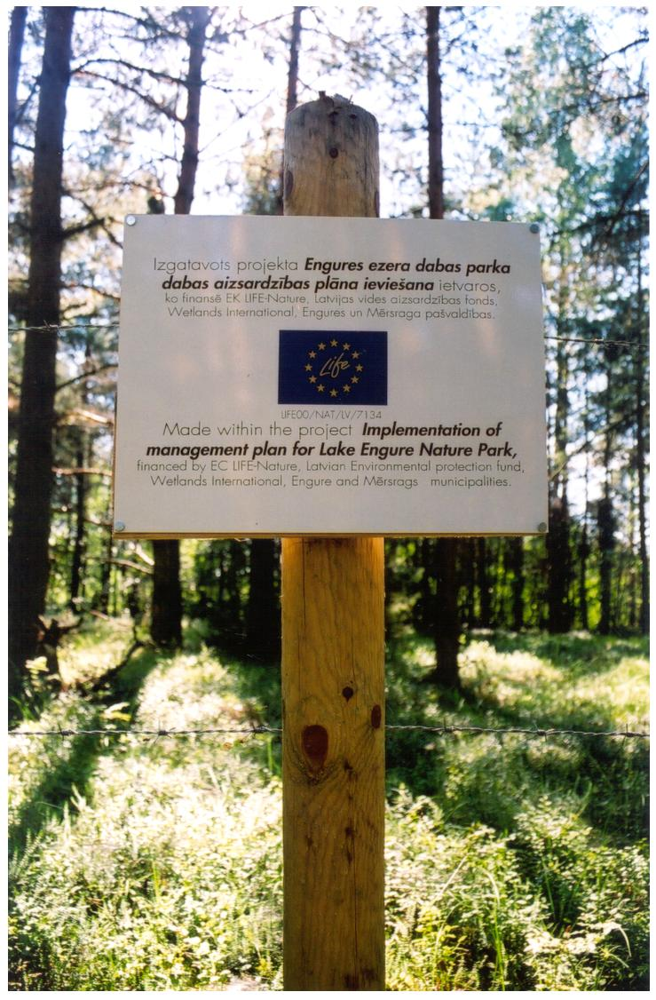 Izgatavots projekta Engures ezera dabas parka
dabas aizsardzības plāna ieviešana ietvaros,
ko finansē EK LIFE-Nature, Latvijas vides aizsardzības fonds,
Wetlands International, Engures un Mērsraga pašvaldības.
Life
LIFE00/NAT/LV/7134
Made within the project Implementation of
management plan for Lake Engure Nature Park,
financed by EC LIFE-Nature, Latvian Environmental protection fund,
Wetlands International, Engure and Mērsrags municipalities.